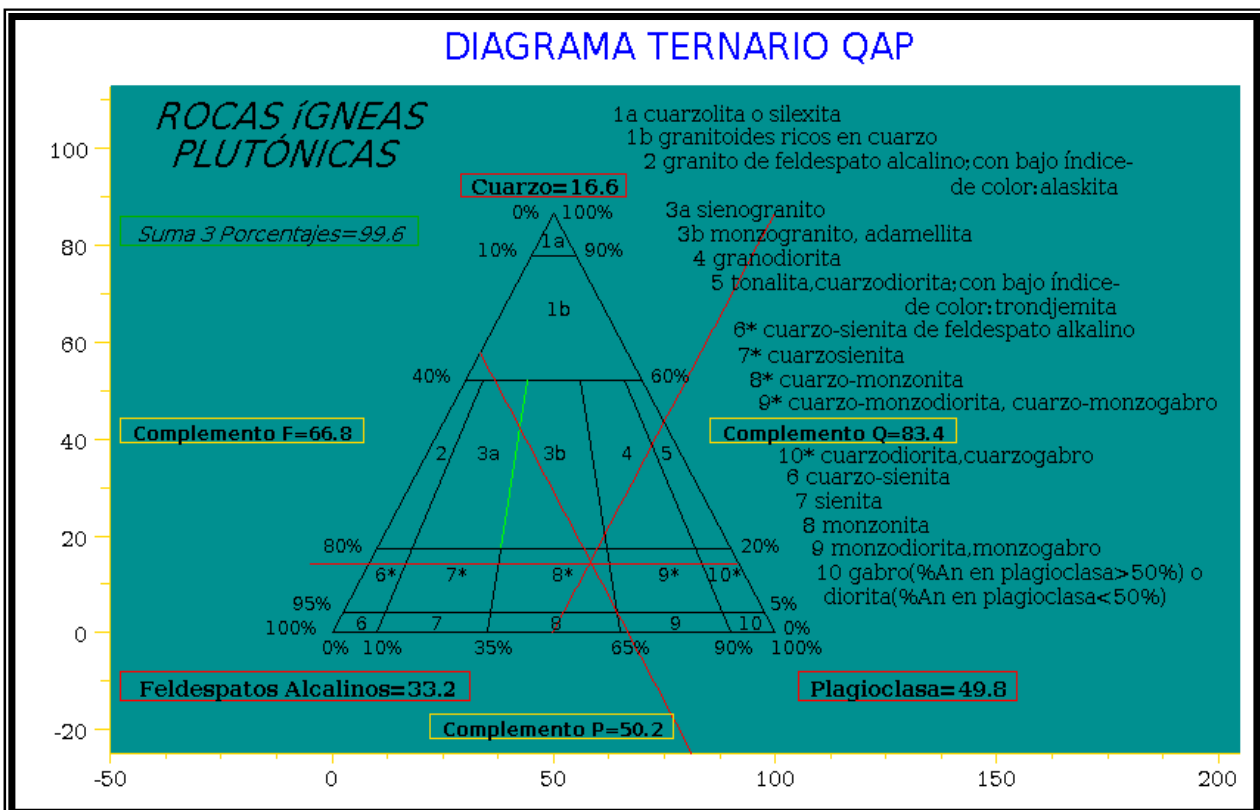 DIAGRAMA TERNARIO QAP
ROCAS íGNEAS
PLUTÓNICAS
1a cuarzolita o silexita
1b granitoides ricos en cuarzo
2 granito de feldespato alcalino;con bajo índice-
de color:alaskita
Cuarzo=16.6
Suma 3 Porcentajes=99.6
3a sienogranito
3b monzogranito, adamellita
4 granodiorita
5 tonalita,cuarzodiorita;con bajo índice-
de color:trondjemita
6* cuarzo-sienita de feldespato alkalino
7* cuarzosienita
8* cuarzo-monzonita
9* cuarzo-monzodiorita, cuarzo-monzogabro
Complemento F=66.8
Complemento Q=83.4
10* cuarzodiorita,cuarzogabro
6 cuarzo-sienita
7 sienita
8 monzonita
9 monzodiorita,monzogabro
10 gabro(%An en plagioclasa>50%) o
diorita(%An en plagioclasa<50%)
0% 100%
1a
10% 90%
1b
40% 60%
2 3a 3b 4 5
80% 20%
6* 7* 8* 9* 10*
95% 5%
6 7 8 9 10
100% 0%
0% 10% 35% 65% 90% 100%
Feldespatos Alcalinos=33.2
Plagioclasa=49.8
Complemento P=50.2
100
80
60
40
20
0
-20
-50 0 50 100 150 200